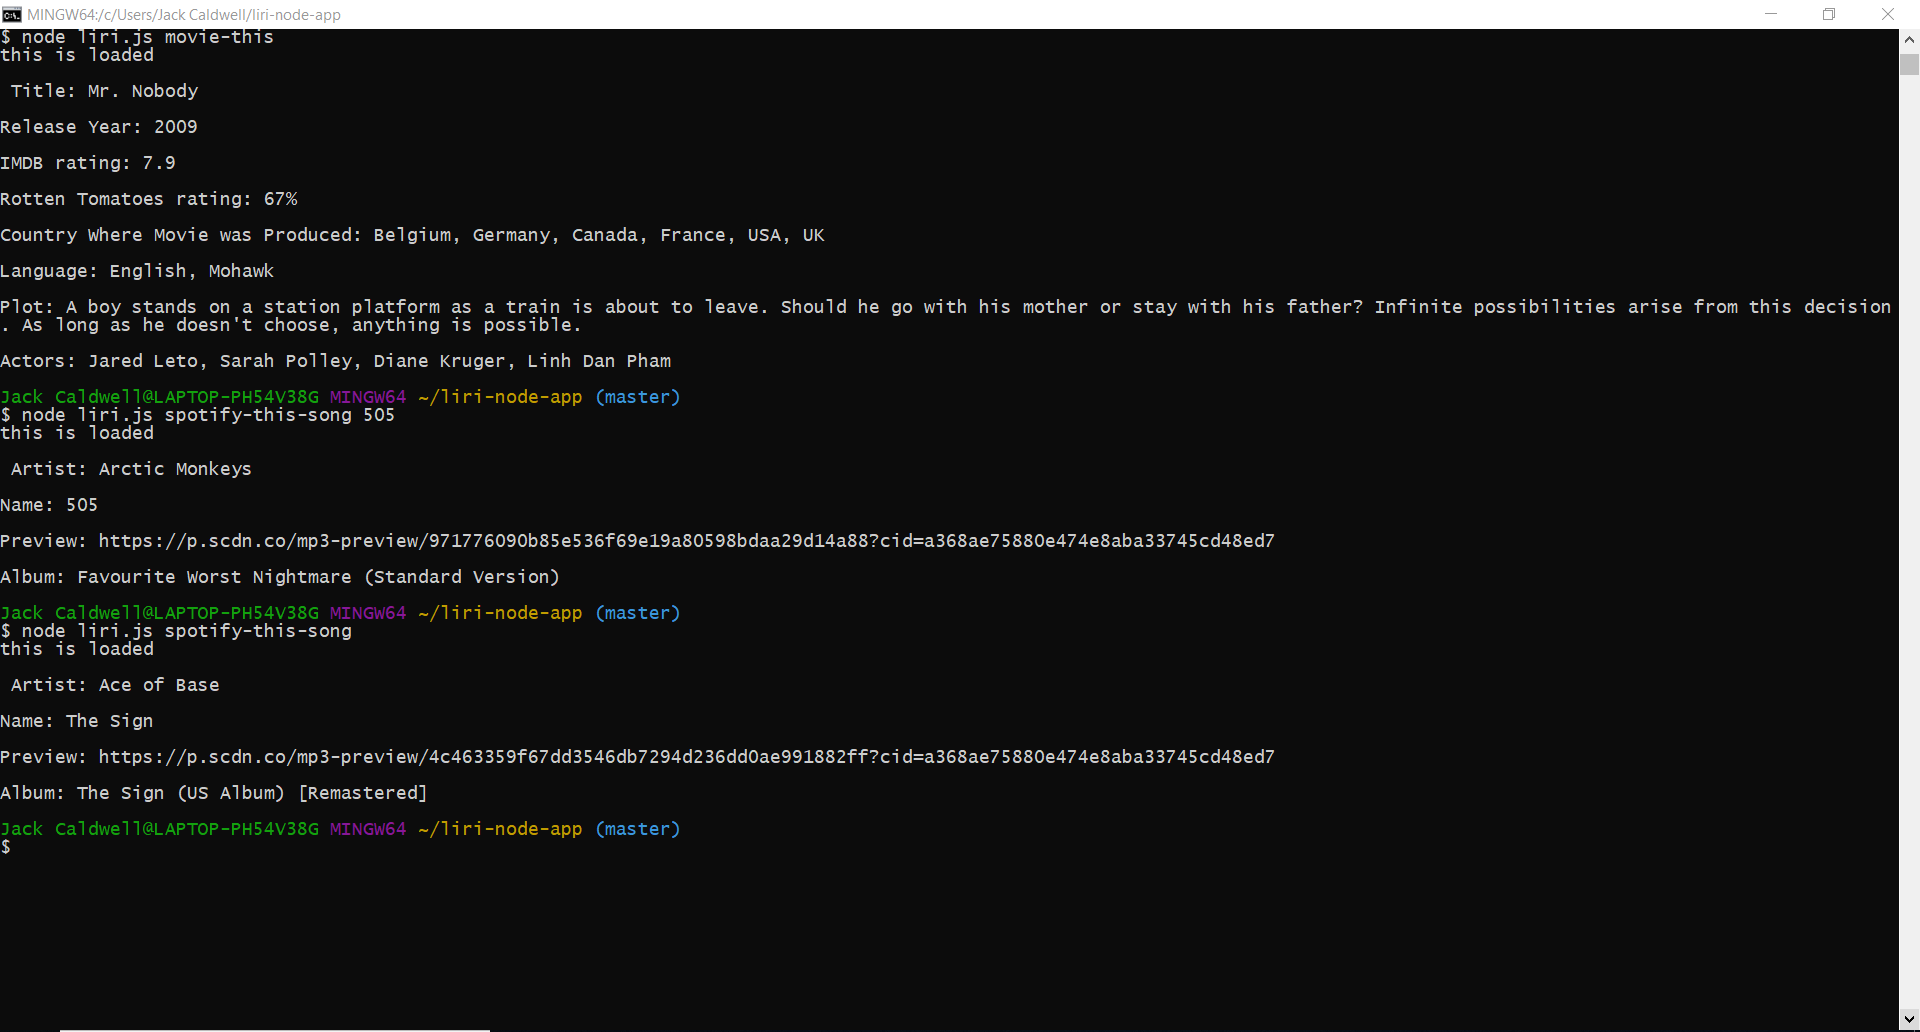 MINGW64:/c/Users/Jack Caldwell/liri-node-app
$ node liri.js movie-this
this is loaded
Title: Mr. Nobody
Release Year: 2009
IMDB rating: 7.9
Rotten Tomatoes rating: 67%
Country Where Movie was Produced: Belgium, Germany, Canada, France, USA, UK
Language: English, Mohawk
Plot: A boy stands on a station platform as a train is about to leave. Should he go with his mother or stay with his father? Infinite possibilities arise from this decision
. As long as he doesn't choose, anything is possible.
Actors: Jared Leto, Sarah Polley, Diane Kruger, Linh Dan Pham
Jack Caldwell@LAPTOP-PH54V38G MINGW64 ~/liri-node-app (master)
$ node liri.js spotify-this-song 505
this is loaded
Artist: Arctic Monkeys
Name: 505
Preview: https://p.scdn.co/mp3-preview/971776090b85e536f69e19a80598bdaa29d14a88?cid=a368ae75880e474e8aba33745cd48ed7
Album: Favourite Worst Nightmare (Standard Version)
Jack Caldwell@LAPTOP-PH54V38G MINGW64 ~/liri-node-app (master)
$ node liri.js spotify-this-song
this is loaded
Artist: Ace of Base
Name: The Sign
Preview: https://p.scdn.co/mp3-preview/4c463359f67dd3546db7294d236dd0ae991882ff?cid=a368ae75880e474e8aba33745cd48ed7
Album: The Sign (US Album) [Remastered]
Jack Caldwell@LAPTOP-PH54V38G MINGW64 ~/liri-node-app (master)
$